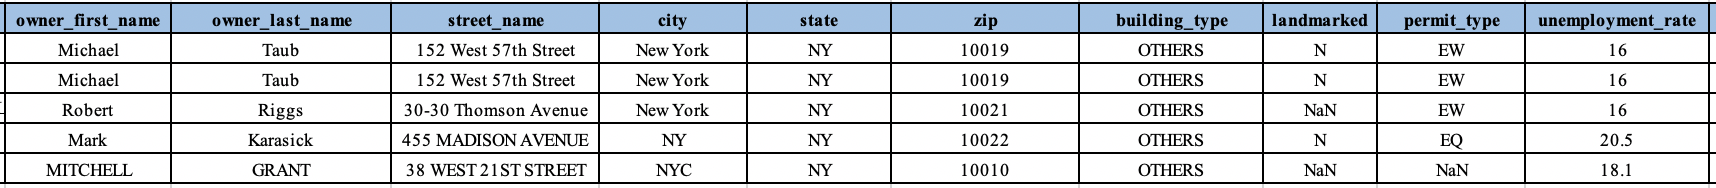 owner_first_name owner_last_name street_name city state zip building_type landmarked permit_type unemployment_rate
Michael Taub 152 West 57th Street New York NY 10019 OTHERS N EW 16
Michael Taub 152 West 57th Street New York NY 10019 OTHERS N EW 16
Robert Riggs 30-30 Thomson Avenue New York NY 10021 OTHERS NaN EW 16
Mark Karasick 455 MADISON AVENUE NY NY 10022 OTHERS N EQ 20.5
MITCHELL GRANT 38 WEST 21ST STREET NYC NY 10010 OTHERS NaN NaN 18.1